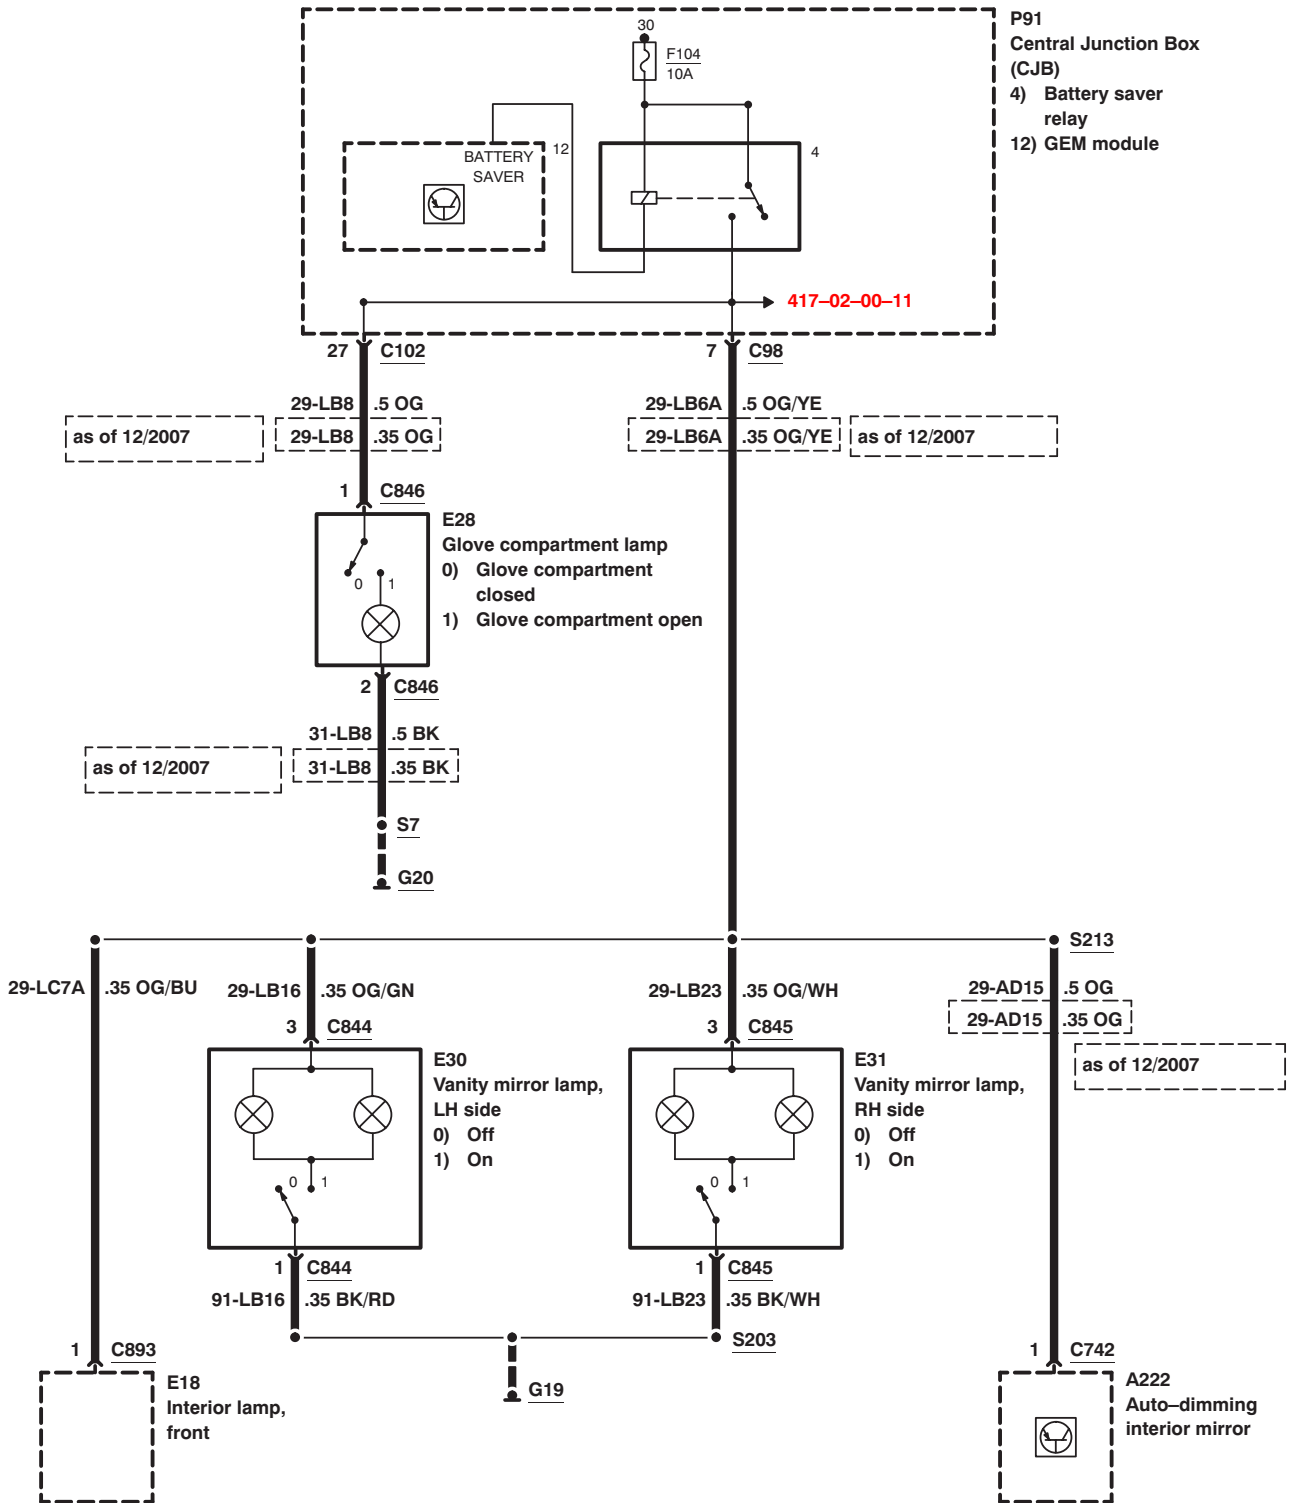 P91
Central Junction Box
(CJB)
4) Battery saver
relay
12) GEM module
30
F104
10A
BATTERY
SAVER
12
4
417–02–00–11
27 C102
7 C98
29-LB8 .5 OG
29-LB6A .5 OG/YE
as of 12/2007
29-LB8 .35 OG
29-LB6A .35 OG/YE
as of 12/2007
1 C846
E28
Glove compartment lamp
0) Glove compartment
closed
1) Glove compartment open
0 1
2 C846
31-LB8 .5 BK
as of 12/2007
31-LB8 .35 BK
S7
G20
S213
29-LC7A .35 OG/BU
29-LB16 .35 OG/GN
29-LB23 .35 OG/WH
29-AD15 .5 OG
29-AD15 .35 OG
as of 12/2007
3 C844
3 C845
E30
Vanity mirror lamp,
LH side
0) Off
1) On
0 1
E31
Vanity mirror lamp,
RH side
0) Off
1) On
0 1
1 C844
1 C845
91-LB16 .35 BK/RD
91-LB23 .35 BK/WH
S203
G19
1 C893
E18
Interior lamp,
front
1 C742
A222
Auto–dimming
interior mirror